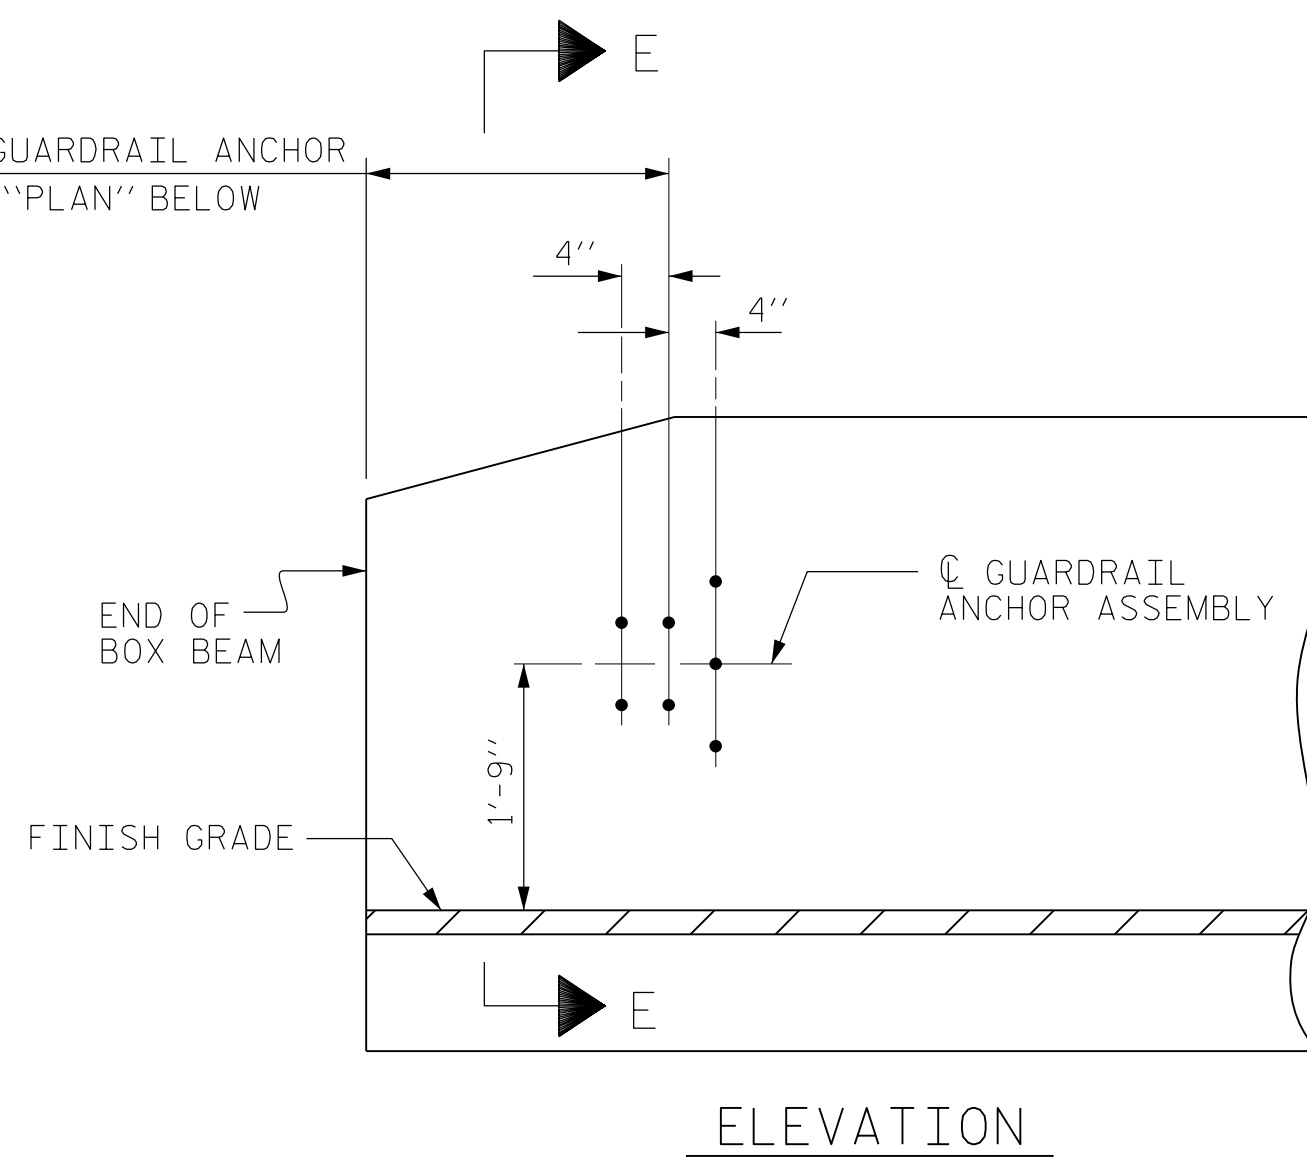 E
GUARDRAIL ANCHOR
"PLAN" BELOW
4"
4"
℄ GUARDRAIL
ANCHOR ASSEMBLY
END OF
BOX BEAM
1'-9"
FINISH GRADE
E
ELEVATION